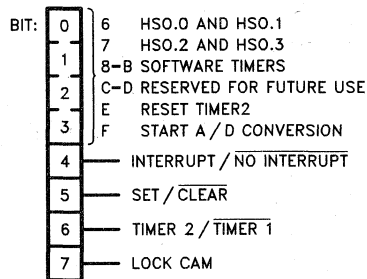 BIT: 0 6 HSO.0 AND HSO.1
1 7 HSO.2 AND HSO.3
8-B SOFTWARE TIMERS
2 C-D RESERVED FOR FUTURE USE
E RESET TIMER2
3 F START A/D CONVERSION
4 INTERRUPT/NO INTERRUPT
5 SET/CLEAR
6 TIMER 2/TIMER 1
7 LOCK CAM